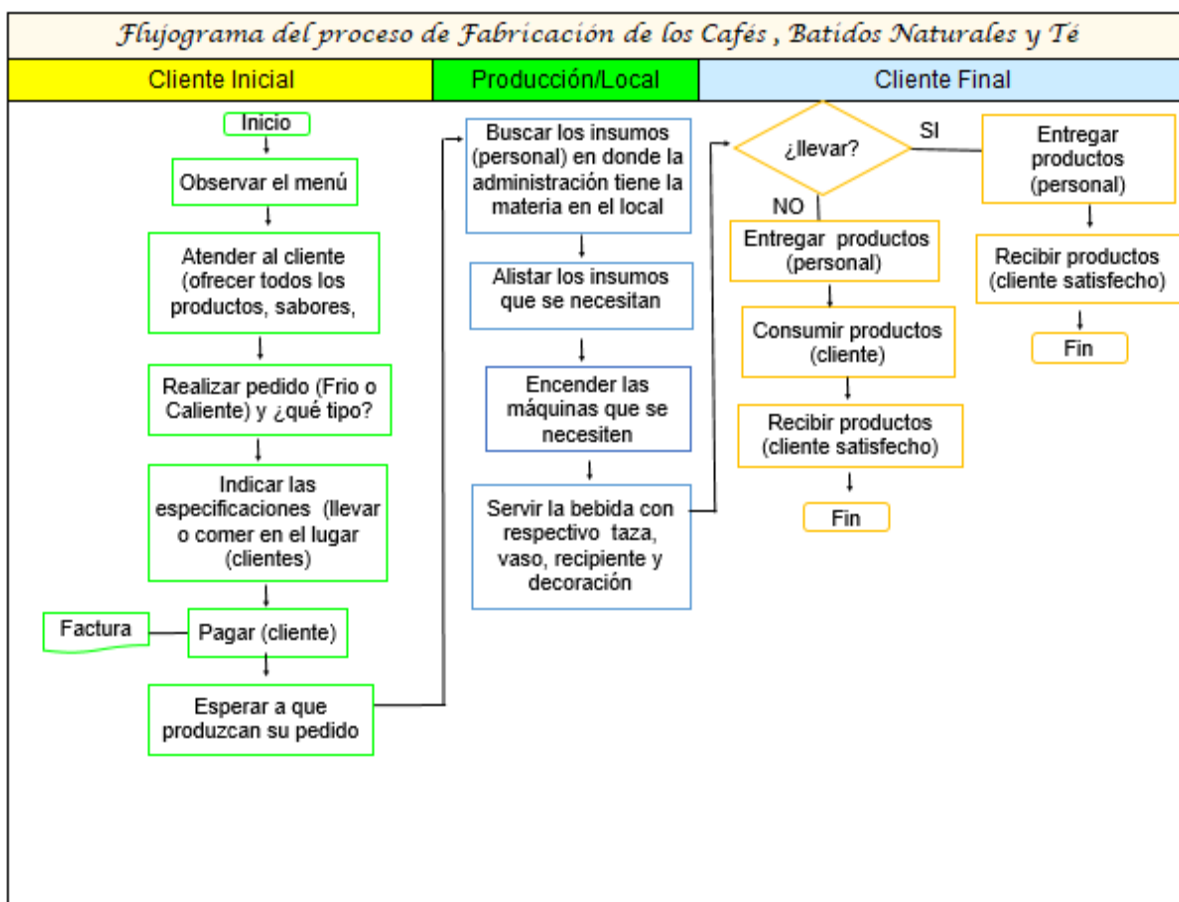 Flujograma del proceso de Fabricación de los Cafés , Batidos Naturales y Té
Cliente Inicial
Producción/Local
Cliente Final
Inicio
Observar el menú
Atender al cliente
(ofrecer todos los
productos, sabores,
Realizar pedido (Frio o
Caliente) y ¿qué tipo?
Indicar las
especificaciones (llevar
o comer en el lugar
(clientes)
Factura
Pagar (cliente)
Esperar a que
produzcan su pedido
Buscar los insumos
(personal) en donde la
administración tiene la
materia en el local
Alistar los insumos
que se necesitan
Encender las
máquinas que se
necesiten
Servir la bebida con
respectivo taza,
vaso, recipiente y
decoración
¿llevar?
SI
NO
Entregar productos
(personal)
Consumir productos
(cliente)
Recibir productos
(cliente satisfecho)
Fin
Entregar
productos
(personal)
Recibir productos
(cliente satisfecho)
Fin